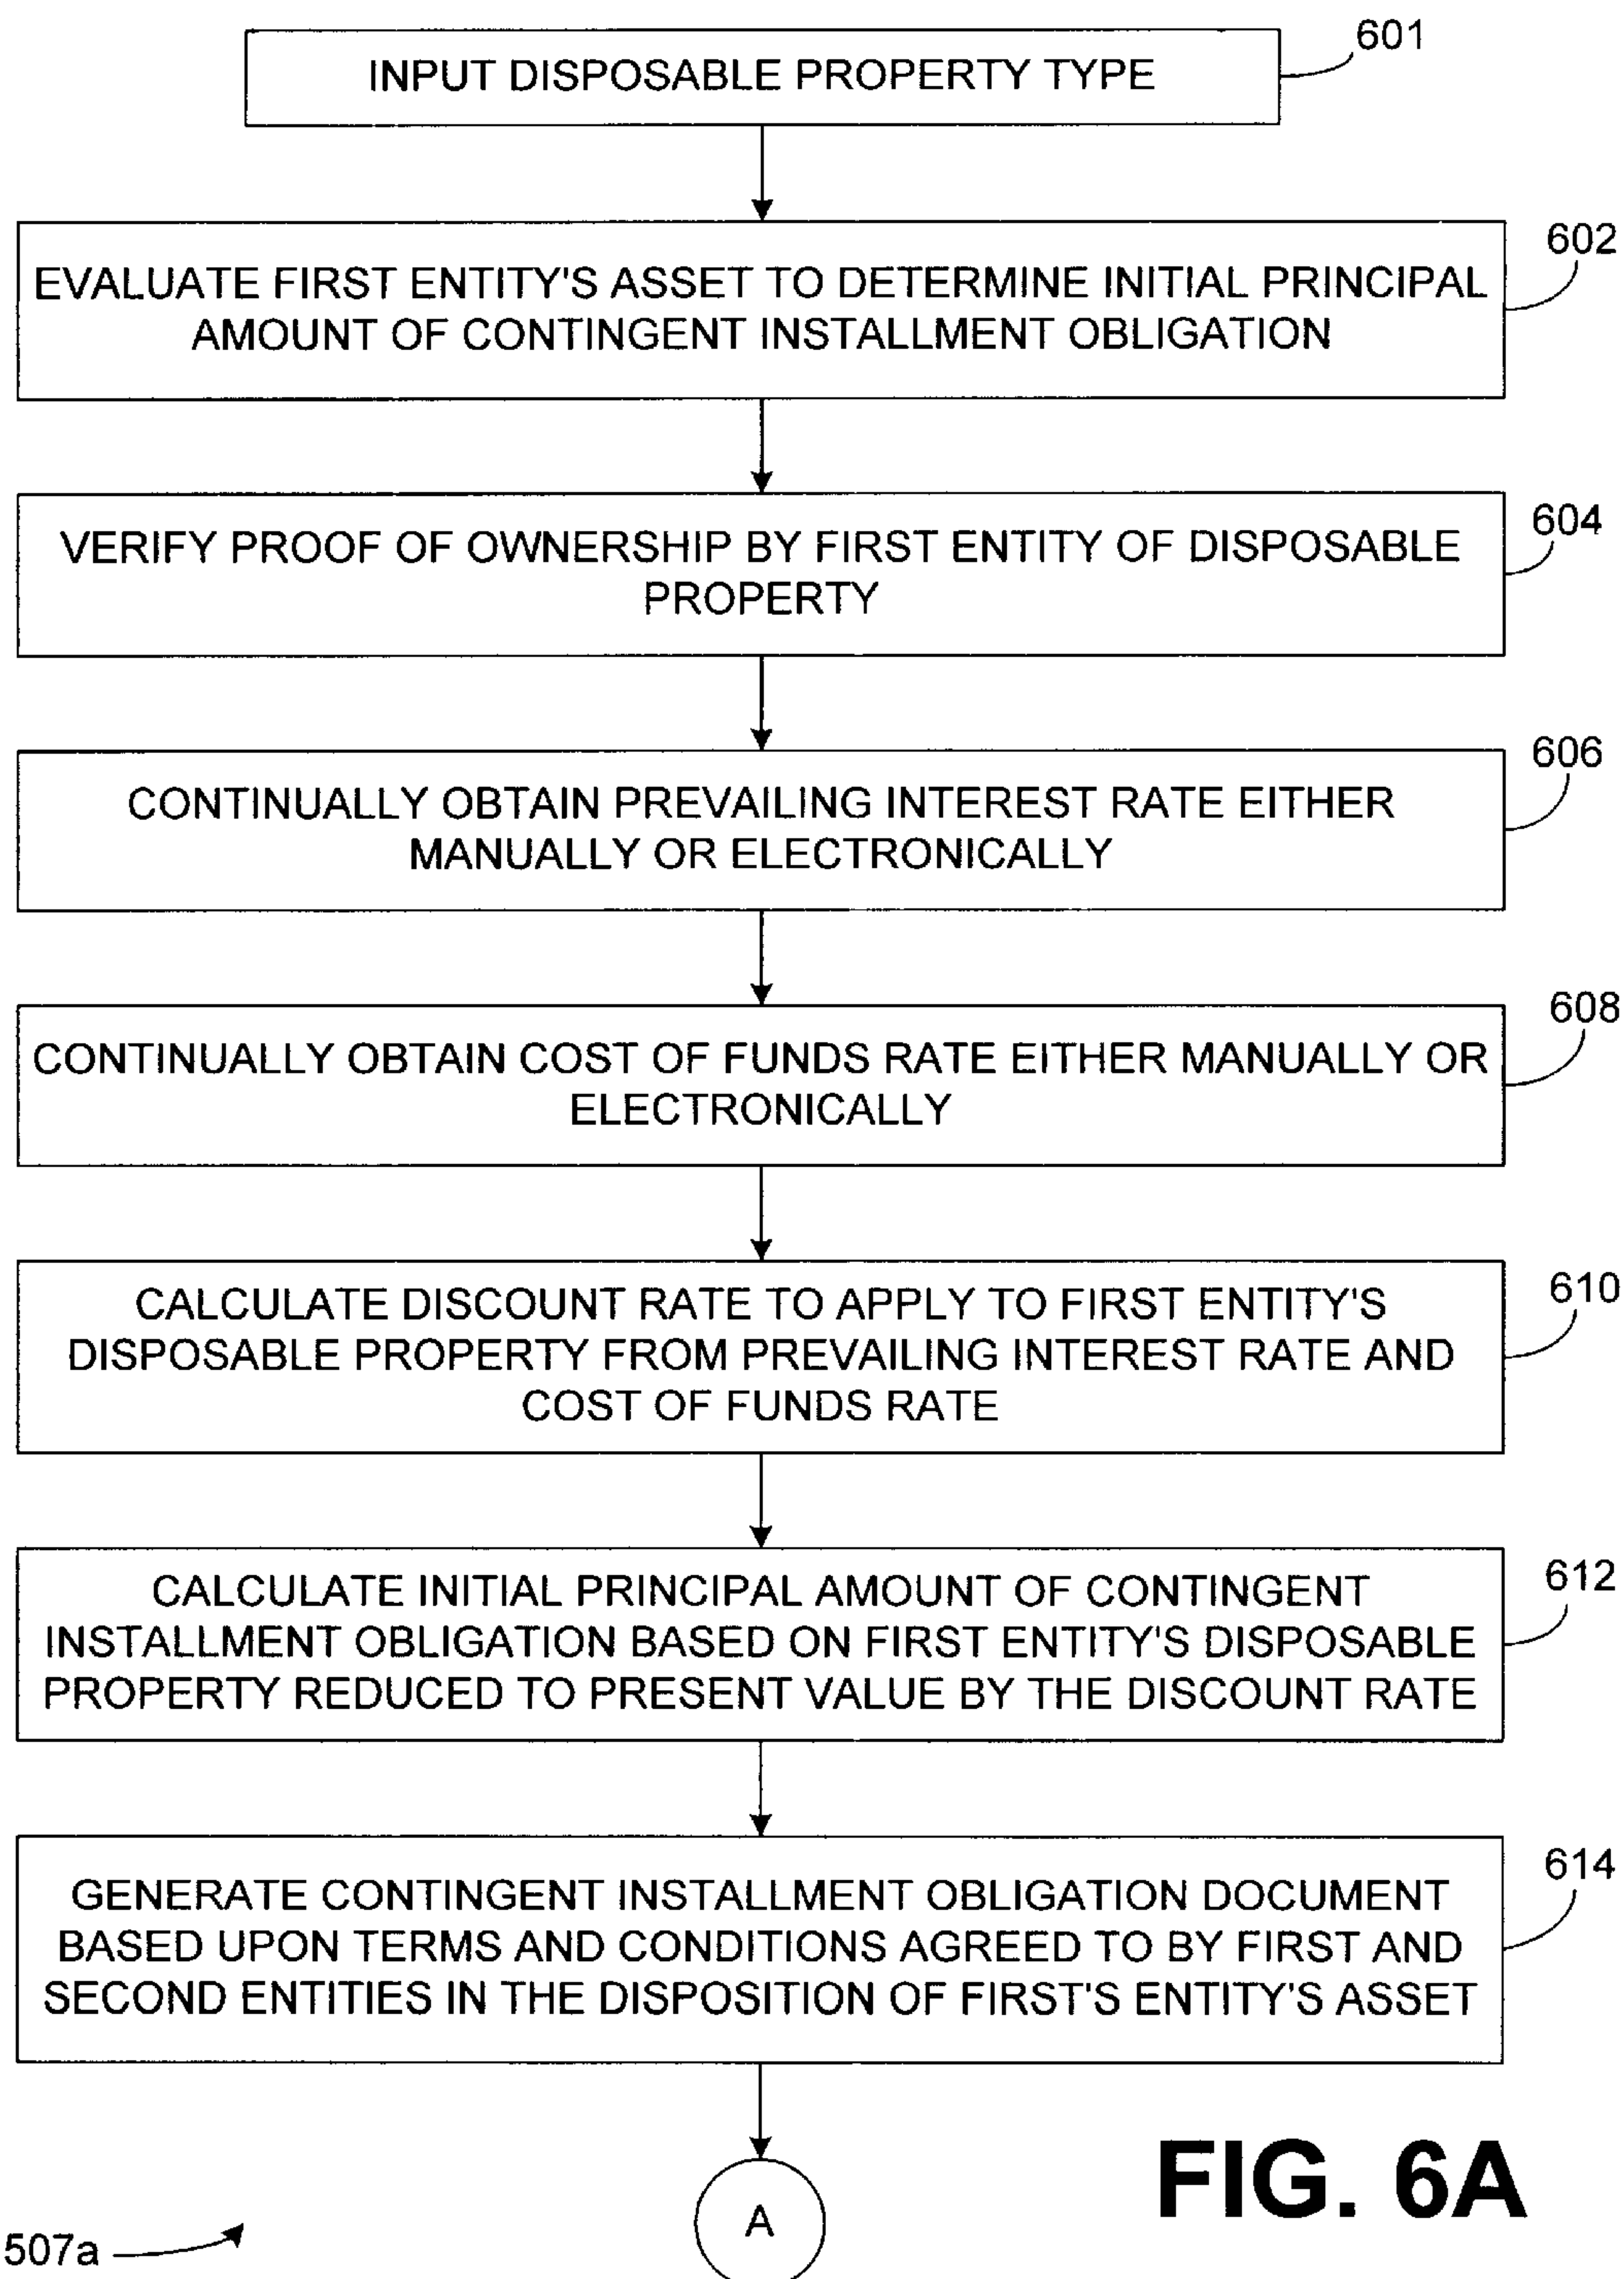 601
INPUT DISPOSABLE PROPERTY TYPE
602
EVALUATE FIRST ENTITY'S ASSET TO DETERMINE INITIAL PRINCIPAL
AMOUNT OF CONTINGENT INSTALLMENT OBLIGATION
604
VERIFY PROOF OF OWNERSHIP BY FIRST ENTITY OF DISPOSABLE
PROPERTY
606
CONTINUALLY OBTAIN PREVAILING INTEREST RATE EITHER
MANUALLY OR ELECTRONICALLY
608
CONTINUALLY OBTAIN COST OF FUNDS RATE EITHER MANUALLY OR
ELECTRONICALLY
610
CALCULATE DISCOUNT RATE TO APPLY TO FIRST ENTITY'S
DISPOSABLE PROPERTY FROM PREVAILING INTEREST RATE AND
COST OF FUNDS RATE
612
CALCULATE INITIAL PRINCIPAL AMOUNT OF CONTINGENT
INSTALLMENT OBLIGATION BASED ON FIRST ENTITY'S DISPOSABLE
PROPERTY REDUCED TO PRESENT VALUE BY THE DISCOUNT RATE
614
GENERATE CONTINGENT INSTALLMENT OBLIGATION DOCUMENT
BASED UPON TERMS AND CONDITIONS AGREED TO BY FIRST AND
SECOND ENTITIES IN THE DISPOSITION OF FIRST'S ENTITY'S ASSET
A
FIG. 6A
507a